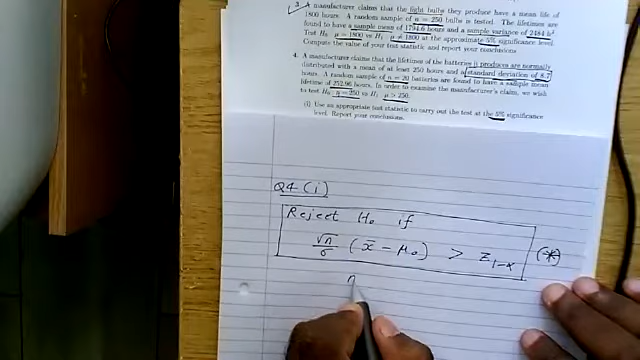 3. A manufacturer claims that the light bulbs they produce have a mean life of
1800 hours. A random sample of n = 250 bulbs is tested. The lifetimes are
found to have a sample mean of 1794.6 hours and a sample variance of 2484 h²
Test H₀ μ = 1800 vs H₁ μ ≠ 1800 at the approximate 5% significance level.
Compute the value of your test statistic and report your conclusions
4. A manufacturer claims that the lifetime of the batteries it produces are normally
distributed with a mean of at least 250 hours and a standard deviation of 8.7
hours. A random sample of n = 20 batteries are found to have a sample mean
lifetime of 252.96 hours. In order to examine the manufacturer's claim, we wish
to test H₀ : μ = 250 vs H₁ μ > 250.
(i) Use an appropriate test statistic to carry out the test at the 5% significance
level. Report your conclusions.
Q4 (i)
Reject H₀ if
√n/σ (x̄ − μ₀) > z₁₋α (*)
n